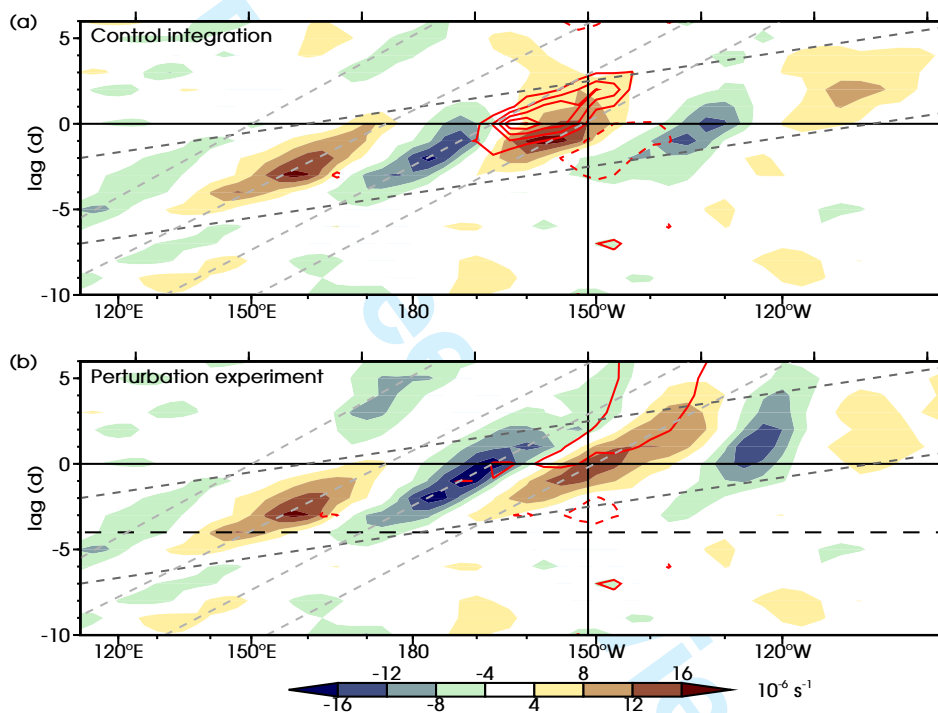 (a)
Control integration
5
0
-5
-10
lag (d)
120°E
150°E
180
150°W
120°W
(b)
Perturbation experiment
5
0
-5
-10
lag (d)
120°E
150°E
180
150°W
120°W
-12 -4 8 16
-16 -8 4 12
10⁻⁶ s⁻¹